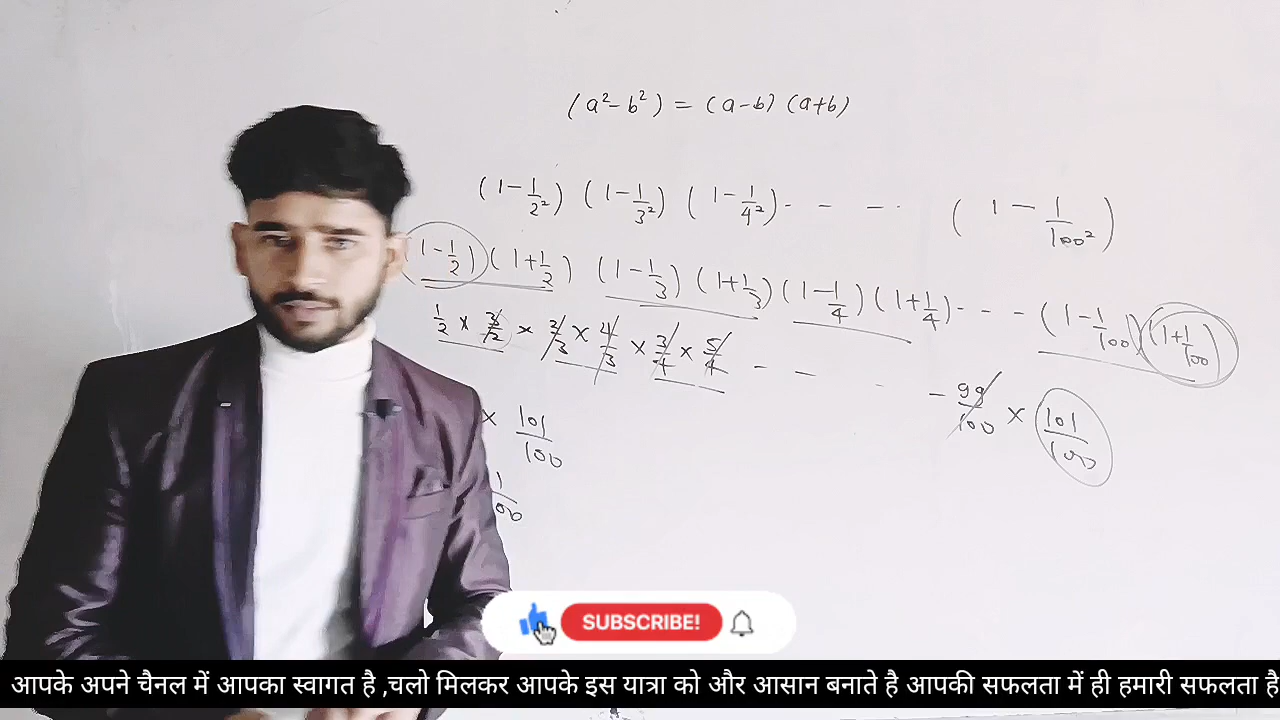 (a²-b²) = (a-b) (a+b)
(1-1/2²) (1-1/3²) (1-1/4²)- - - - (1-1/100²)
(1-1/2) (1+1/2) (1-1/3) (1+1/3) (1-1/4) (1+1/4)- - - (1-1/100) (1+1/100)
1/2 × 3/2 × 2/3 × 4/3 × 3/4 × 5/4 - - - - 99/100 × 101/100
× 101/100
SUBSCRIBE!
आपके अपने चैनल में आपका स्वागत है ,चलो मिलकर आपके इस यात्रा को और आसान बनाते है आपकी सफलता में ही हमारी सफलता है